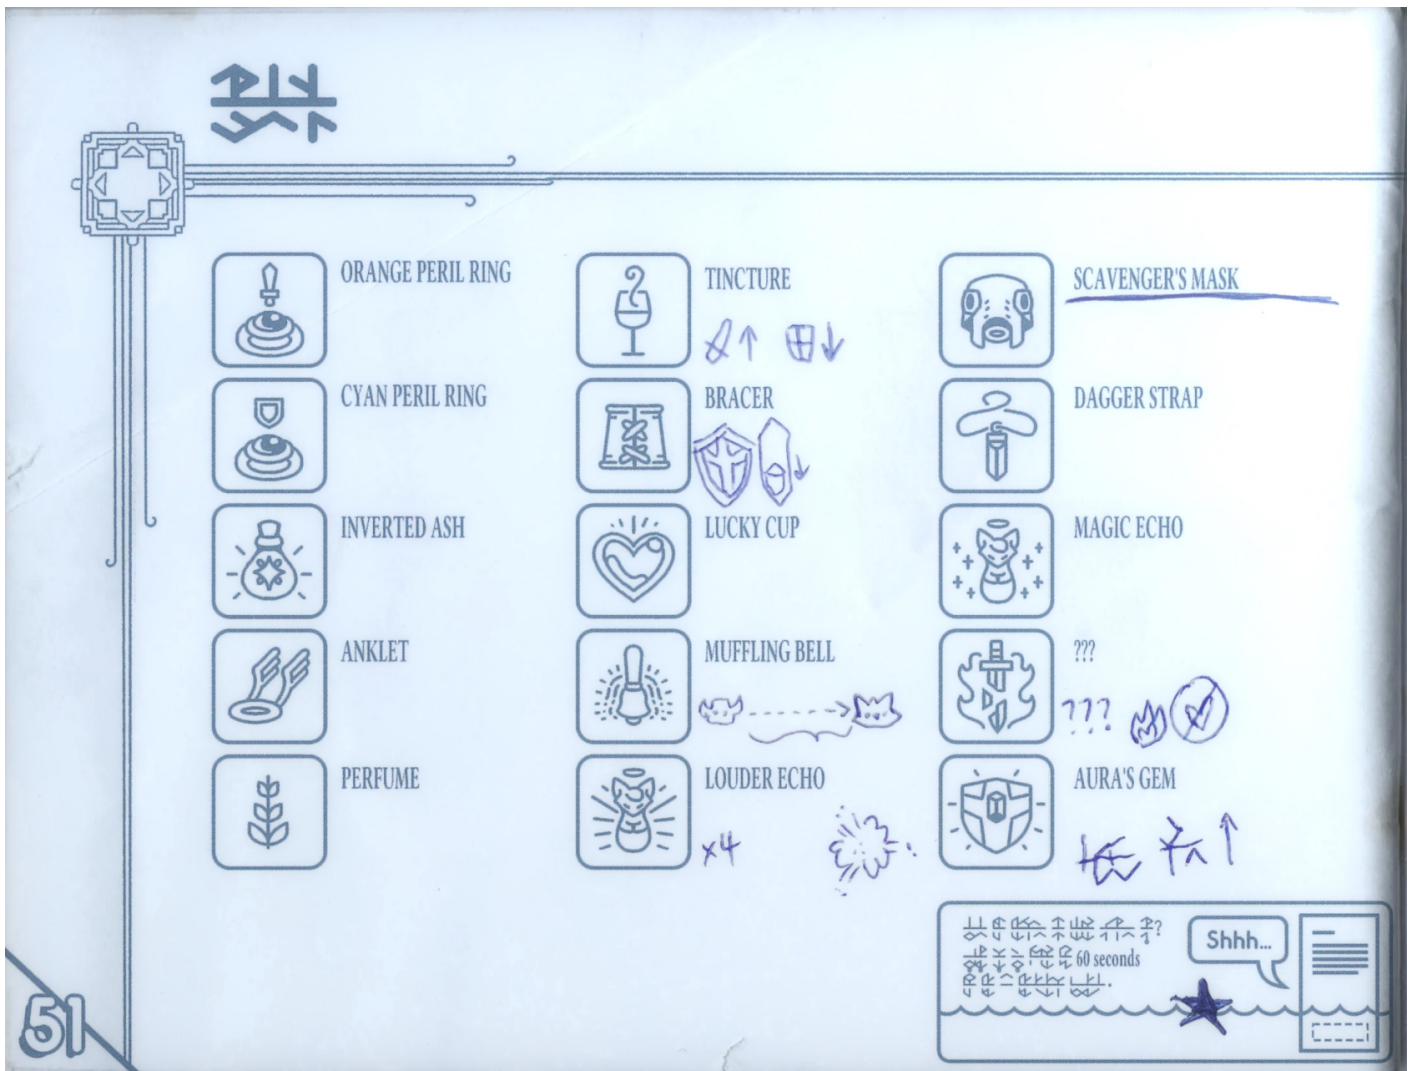 ORANGE PERIL RING
CYAN PERIL RING
INVERTED ASH
ANKLET
PERFUME
TINCTURE
BRACER
LUCKY CUP
MUFFLING BELL
LOUDER ECHO
x4
SCAVENGER'S MASK
DAGGER STRAP
MAGIC ECHO
???
???
AURA'S GEM
?
60 seconds
.
Shhh...
51